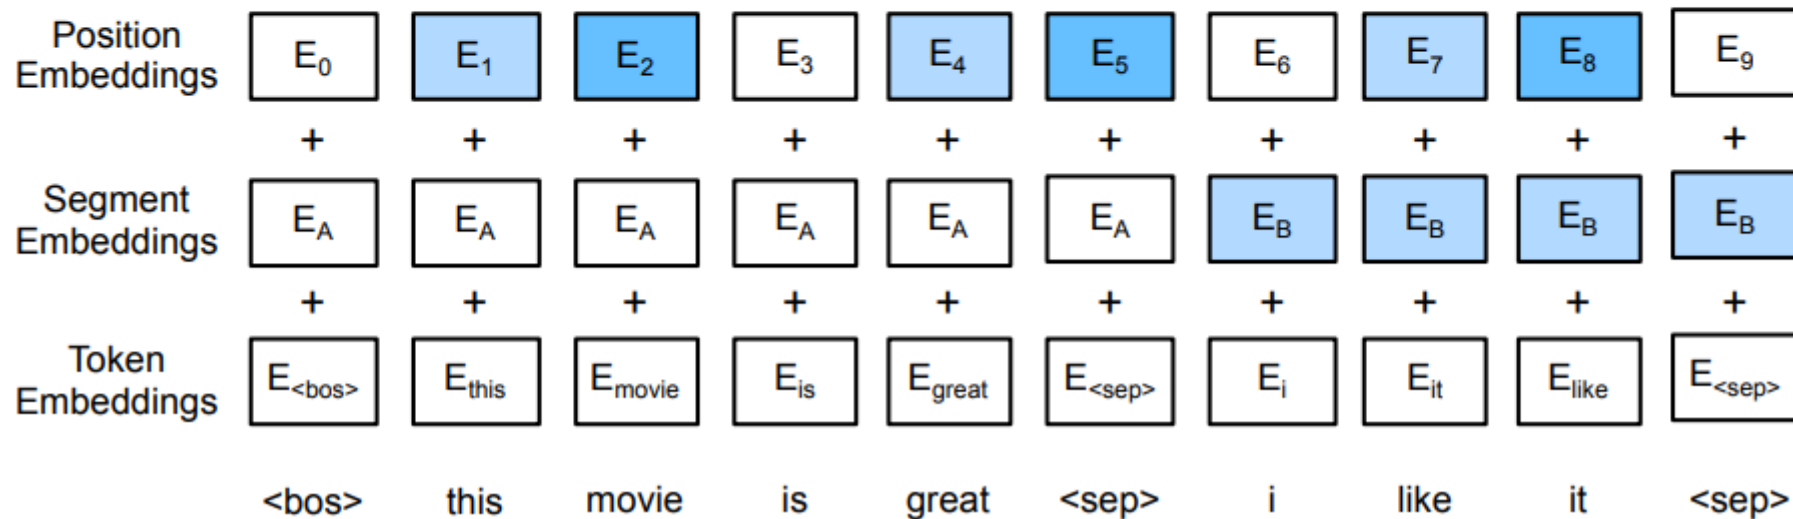 Position Embeddings E0 E1 E2 E3 E4 E5 E6 E7 E8 E9
+ + + + + + + + + +
Segment Embeddings EA EA EA EA EA EA EB EB EB EB
+ + + + + + + + + +
Token Embeddings E<bos> Ethis Emovie Eis Egreat E<sep> Ei Eit Elike E<sep>
<bos> this movie is great <sep> i like it <sep>